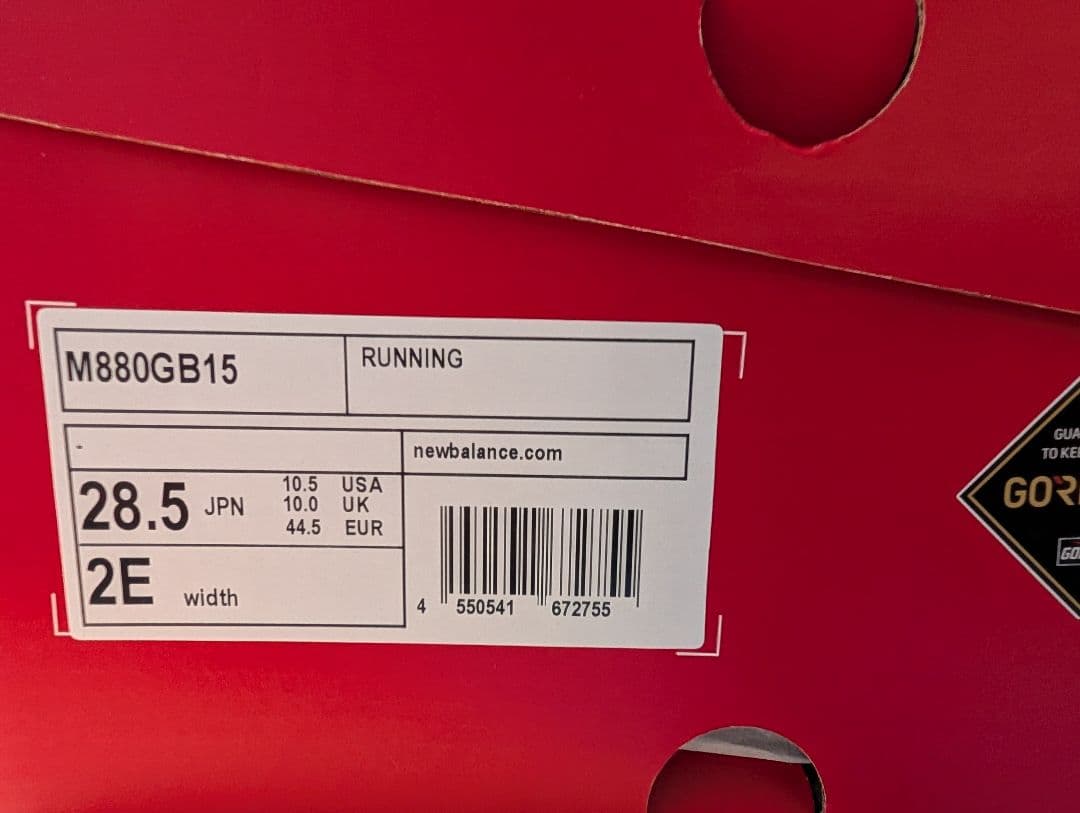 M880GB15
RUNNING
-
newbalance.com
28.5 JPN
10.5 USA
10.0 UK
44.5 EUR
2E width
4 550541 672755
GUA
TO KE
GOR
GO